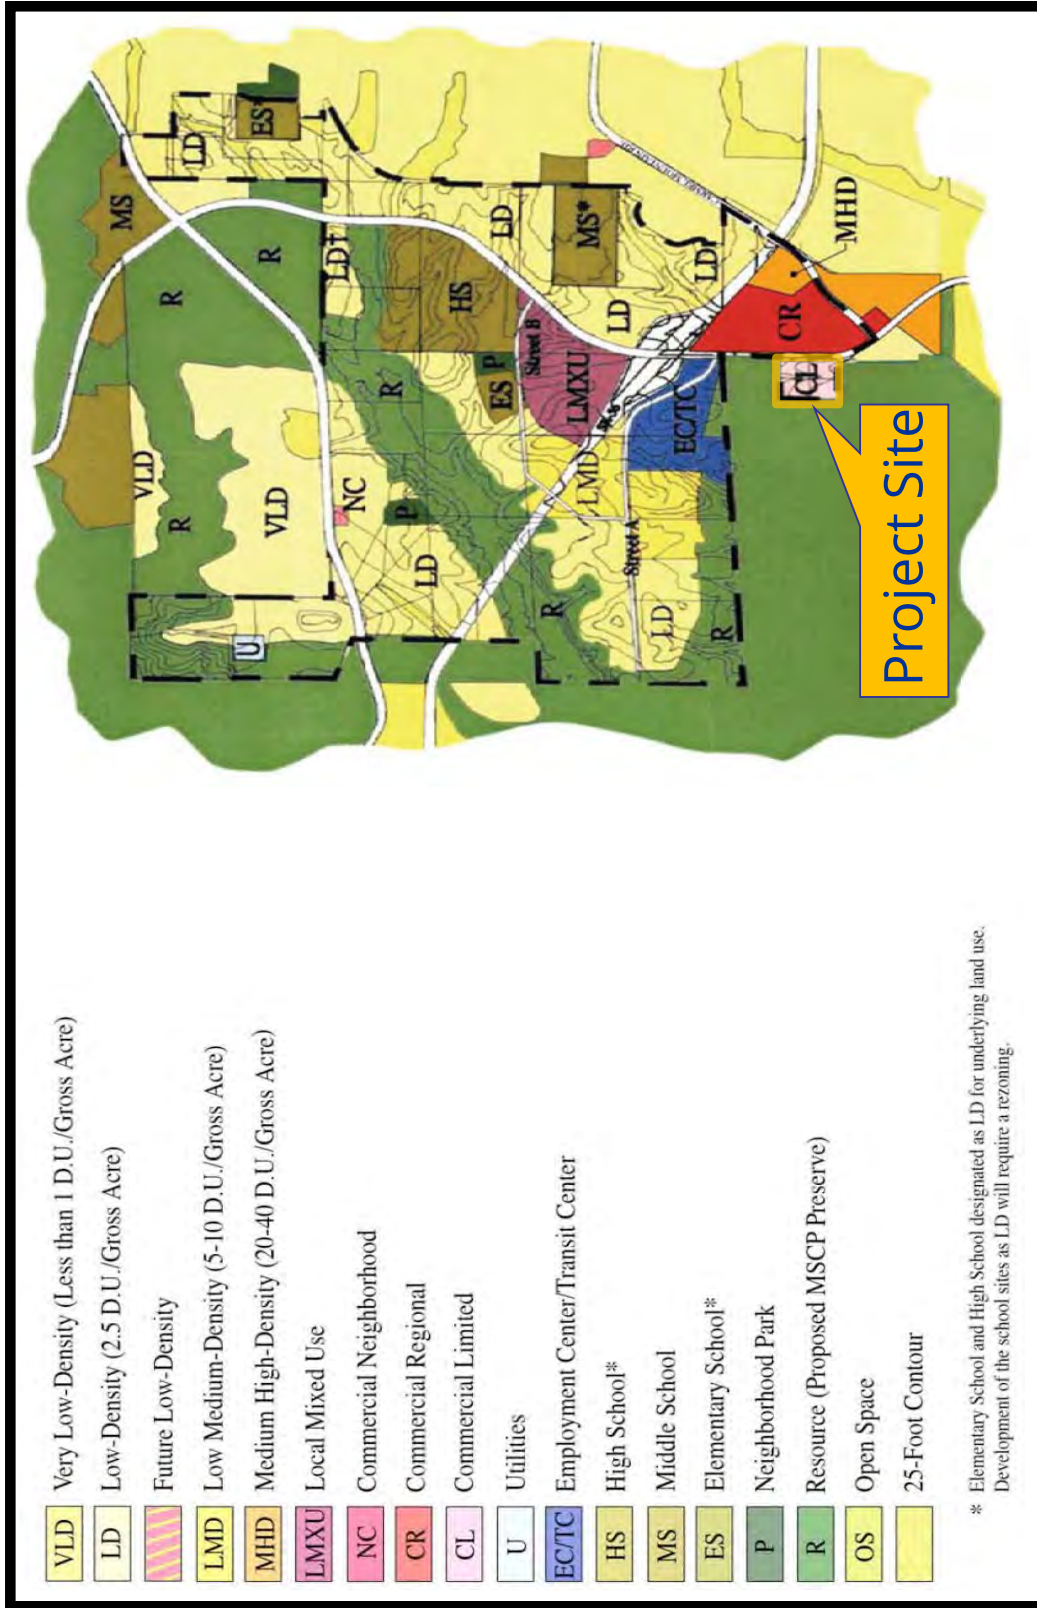 VLD Very Low-Density (Less than 1 D.U./Gross Acre)
LD Low-Density (2.5 D.U./Gross Acre)
Future Low-Density
LMD Low Medium-Density (5-10 D.U./Gross Acre)
MHD Medium High-Density (20-40 D.U./Gross Acre)
LMXU Local Mixed Use
NC Commercial Neighborhood
CR Commercial Regional
CL Commercial Limited
U Utilities
EC/TC Employment Center/Transit Center
HS High School*
MS Middle School
ES Elementary School*
P Neighborhood Park
R Resource (Proposed MSCP Preserve)
OS Open Space
25-Foot Contour
* Elementary School and High School designated as LD for underlying land use.
Development of the school sites as LD will require a rezoning.
MS
LD
ES*
R
R
VLD
R
VLD
U
NC
LD†
HS
LD
MS*
R
P
ES
P
LD
Street B
LMXU
LD
LD
SR-56
LMD
EC/TC
Street A
R
LD
R
MHD
CR
CL
Project Site